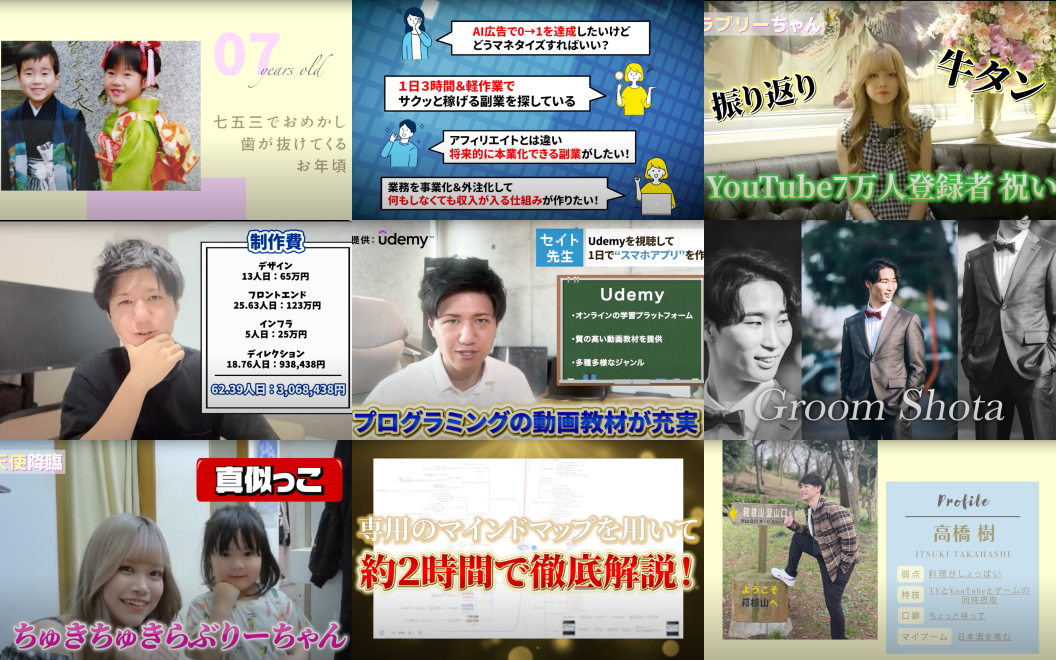 07
years old
七五三でおめかし
歯が抜けてくる
お年頃
AI広告で0→1を達成したいけど
どうマネタイズすればいい？
１日３時間＆軽作業で
サクッと稼げる副業を探している
アフィリエイトとは違い
将来的に本業化できる副業がしたい！
業務を事業化＆外注化して
何もしなくても収入が入る仕組みが作りたい！
ラブリーちゃん
振り返り
牛タン
YouTube7万人登録者 祝い
制作費
デザイン
13人日：65万円
フロントエンド
25.63人日：123万円
インフラ
5人日：25万円
ディレクション
18.76人日：938,438円
62.39人日：3,068,438円
提供：udemy
セイト
先生
Udemyを視聴して
1日で“スマホアプリ”を作
Udemy
・オンラインの学習プラットフォーム
・質の高い動画教材を提供
・多種多様なジャンル
プログラミングの動画教材が充実
Groom Shota
天使降臨
真似っこ
ちゅきちゅきらぶりーちゃん
専用のマインドマップを用いて
約2時間で徹底解説！
箱根山登山口
ようこそ
箱根山へ
Profile
高橋 樹
ITSUKI TAKAHASHI
弱点 料理がしょっぱい
特技 TVとYouTubeとゲームの
同時摂取
口癖 ちょっと待って
マイブーム 日本酒を嗜む